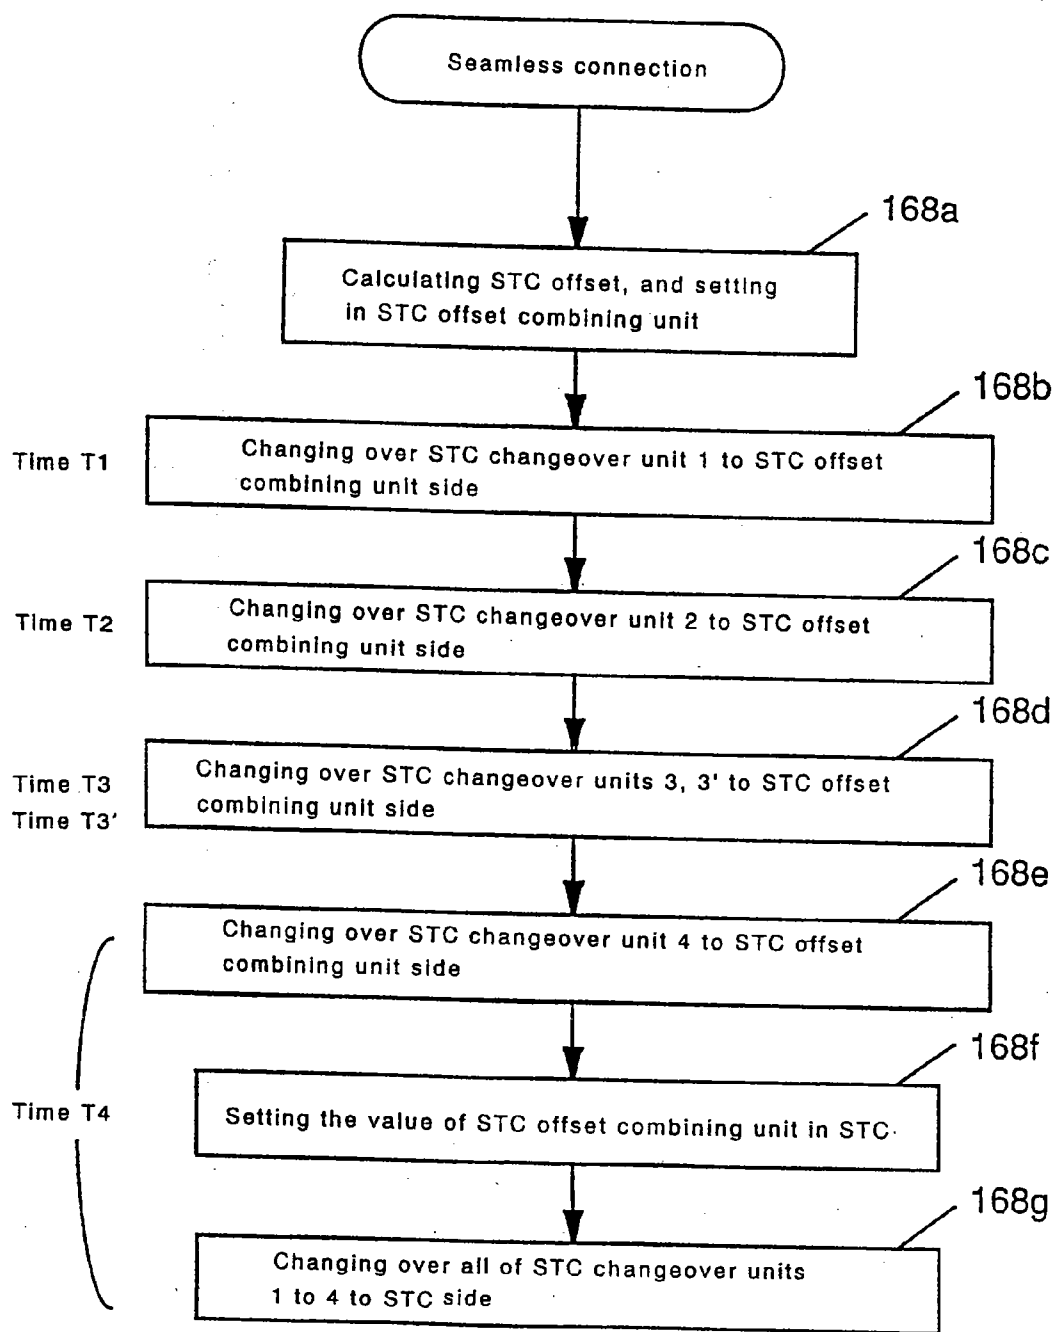 Seamless connection
168a
Calculating STC offset, and setting
in STC offset combining unit
168b
Time T1
Changing over STC changeover unit 1 to STC offset
combining unit side
168c
Time T2
Changing over STC changeover unit 2 to STC offset
combining unit side
168d
Time T3
Time T3'
Changing over STC changeover units 3, 3' to STC offset
combining unit side
168e
Changing over STC changeover unit 4 to STC offset
combining unit side
168f
Time T4
Setting the value of STC offset combining unit in STC
168g
Changing over all of STC changeover units
1 to 4 to STC side